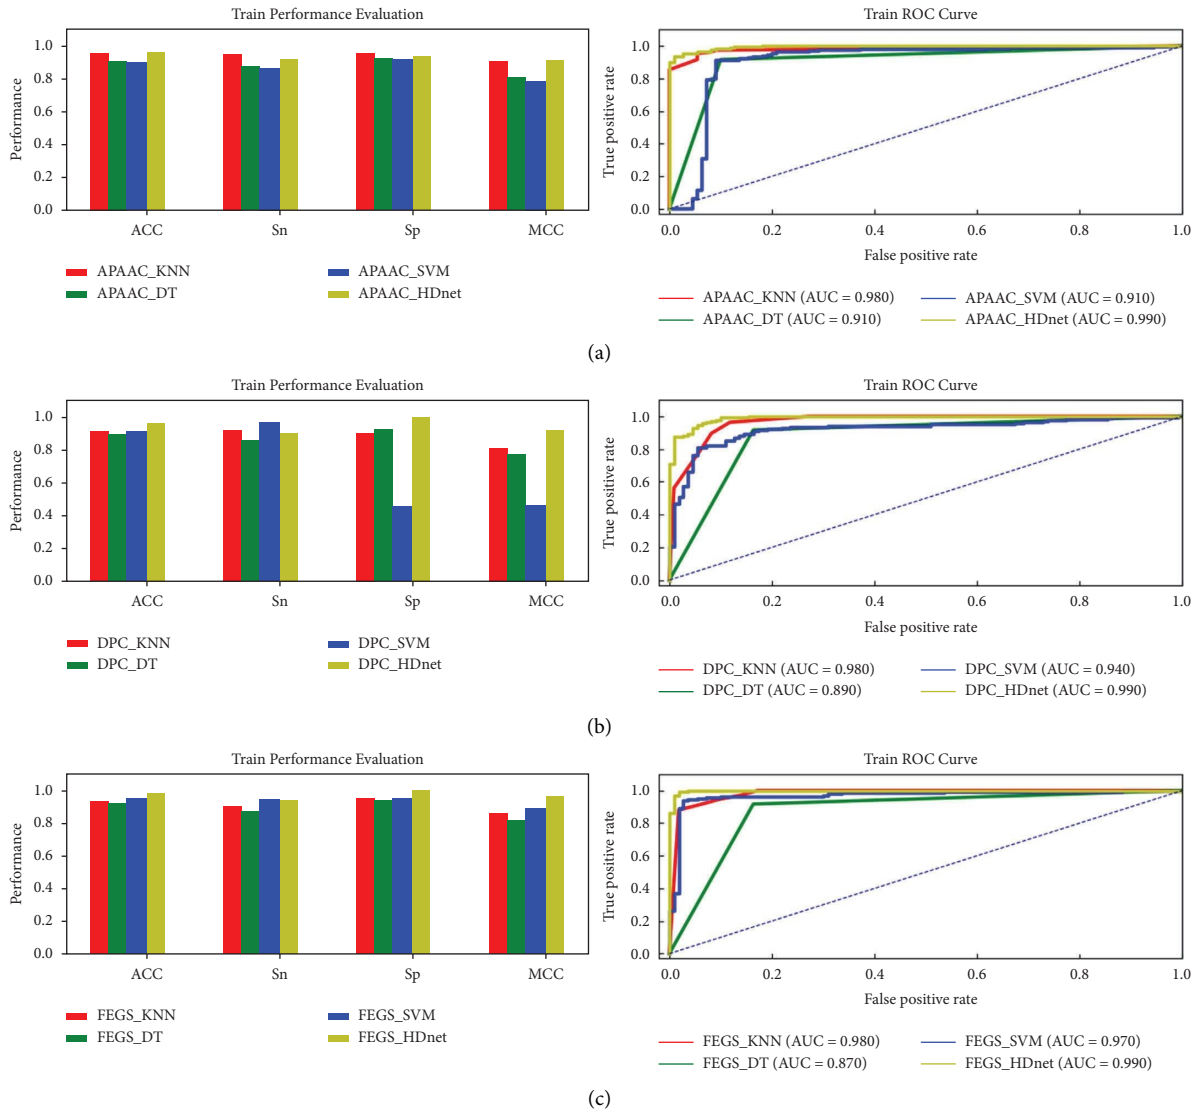 Train Performance Evaluation
Performance
1.0
0.8
0.6
0.4
0.2
0.0
ACC Sn Sp MCC
APAAC_KNN APAAC_SVM
APAAC_DT APAAC_HDnet
Train ROC Curve
True positive rate
1.0
0.8
0.6
0.4
0.2
0.0
0.0 0.2 0.4 0.6 0.8 1.0
False positive rate
APAAC_KNN (AUC = 0.980) APAAC_SVM (AUC = 0.910)
APAAC_DT (AUC = 0.910) APAAC_HDnet (AUC = 0.990)
(a)
Train Performance Evaluation
Performance
1.0
0.8
0.6
0.4
0.2
0.0
ACC Sn Sp MCC
DPC_KNN DPC_SVM
DPC_DT DPC_HDnet
Train ROC Curve
True positive rate
1.0
0.8
0.6
0.4
0.2
0.0
0.0 0.2 0.4 0.6 0.8 1.0
False positive rate
DPC_KNN (AUC = 0.980) DPC_SVM (AUC = 0.940)
DPC_DT (AUC = 0.890) DPC_HDnet (AUC = 0.990)
(b)
Train Performance Evaluation
Performance
1.0
0.8
0.6
0.4
0.2
0.0
ACC Sn Sp MCC
FEGS_KNN FEGS_SVM
FEGS_DT FEGS_HDnet
Train ROC Curve
True positive rate
1.0
0.8
0.6
0.4
0.2
0.0
0.0 0.2 0.4 0.6 0.8 1.0
False positive rate
FEGS_KNN (AUC = 0.980) FEGS_SVM (AUC = 0.970)
FEGS_DT (AUC = 0.870) FEGS_HDnet (AUC = 0.990)
(c)